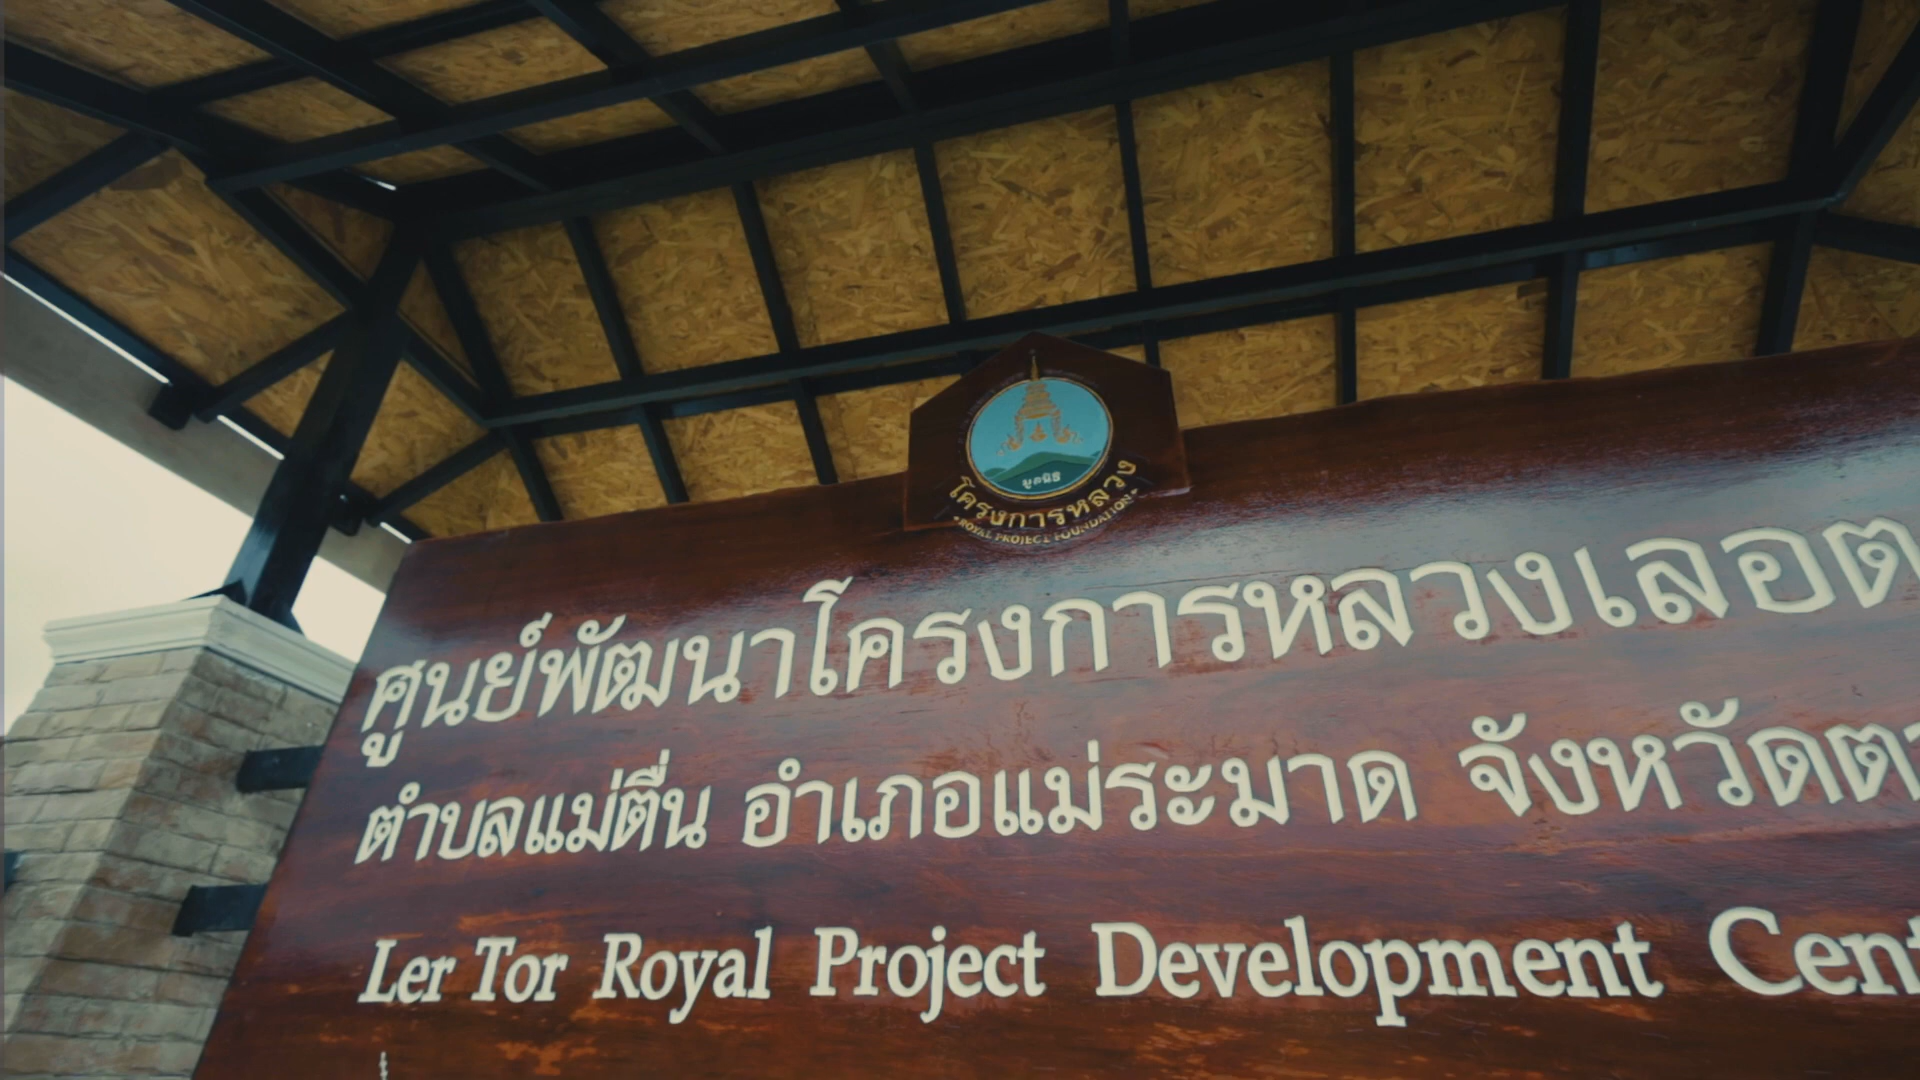 มูลนิธิ
โครงการหลวง
•ROYAL PROJECT FOUNDATION•
ศูนย์พัฒนาโครงการหลวงเลอต
ตำบลแม่ตื่น อำเภอแม่ระมาด จังหวัดตา
Ler Tor Royal Project Development Cent